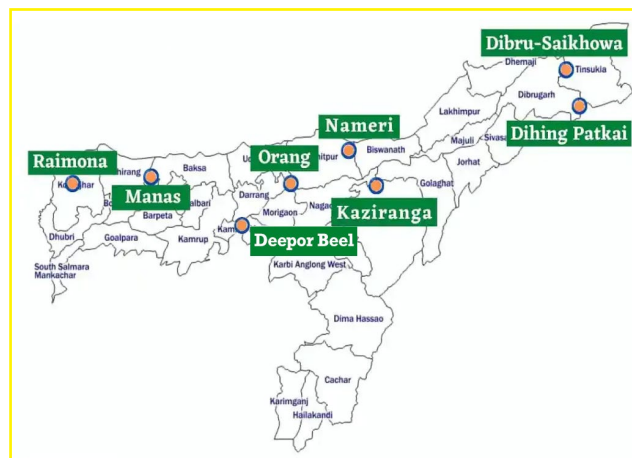 Dibru-Saikhowa
Dhemaji
Tinsukia
Dibrugarh
Lakhimpur
Dihing Patkai
Nameri
Biswanath
Majuli
Jorhat
Orang
Raimona
Baksa
Manas
Darrang
Golaghat
Kaziranga
Barpeta
Morigaon
Dhubri
Goalpara
Kamrup
Deepor Beel
South Salmara
Mankachar
Karbi Anglong West
Dima Hassao
Cachar
Karimganj
Hailakandi